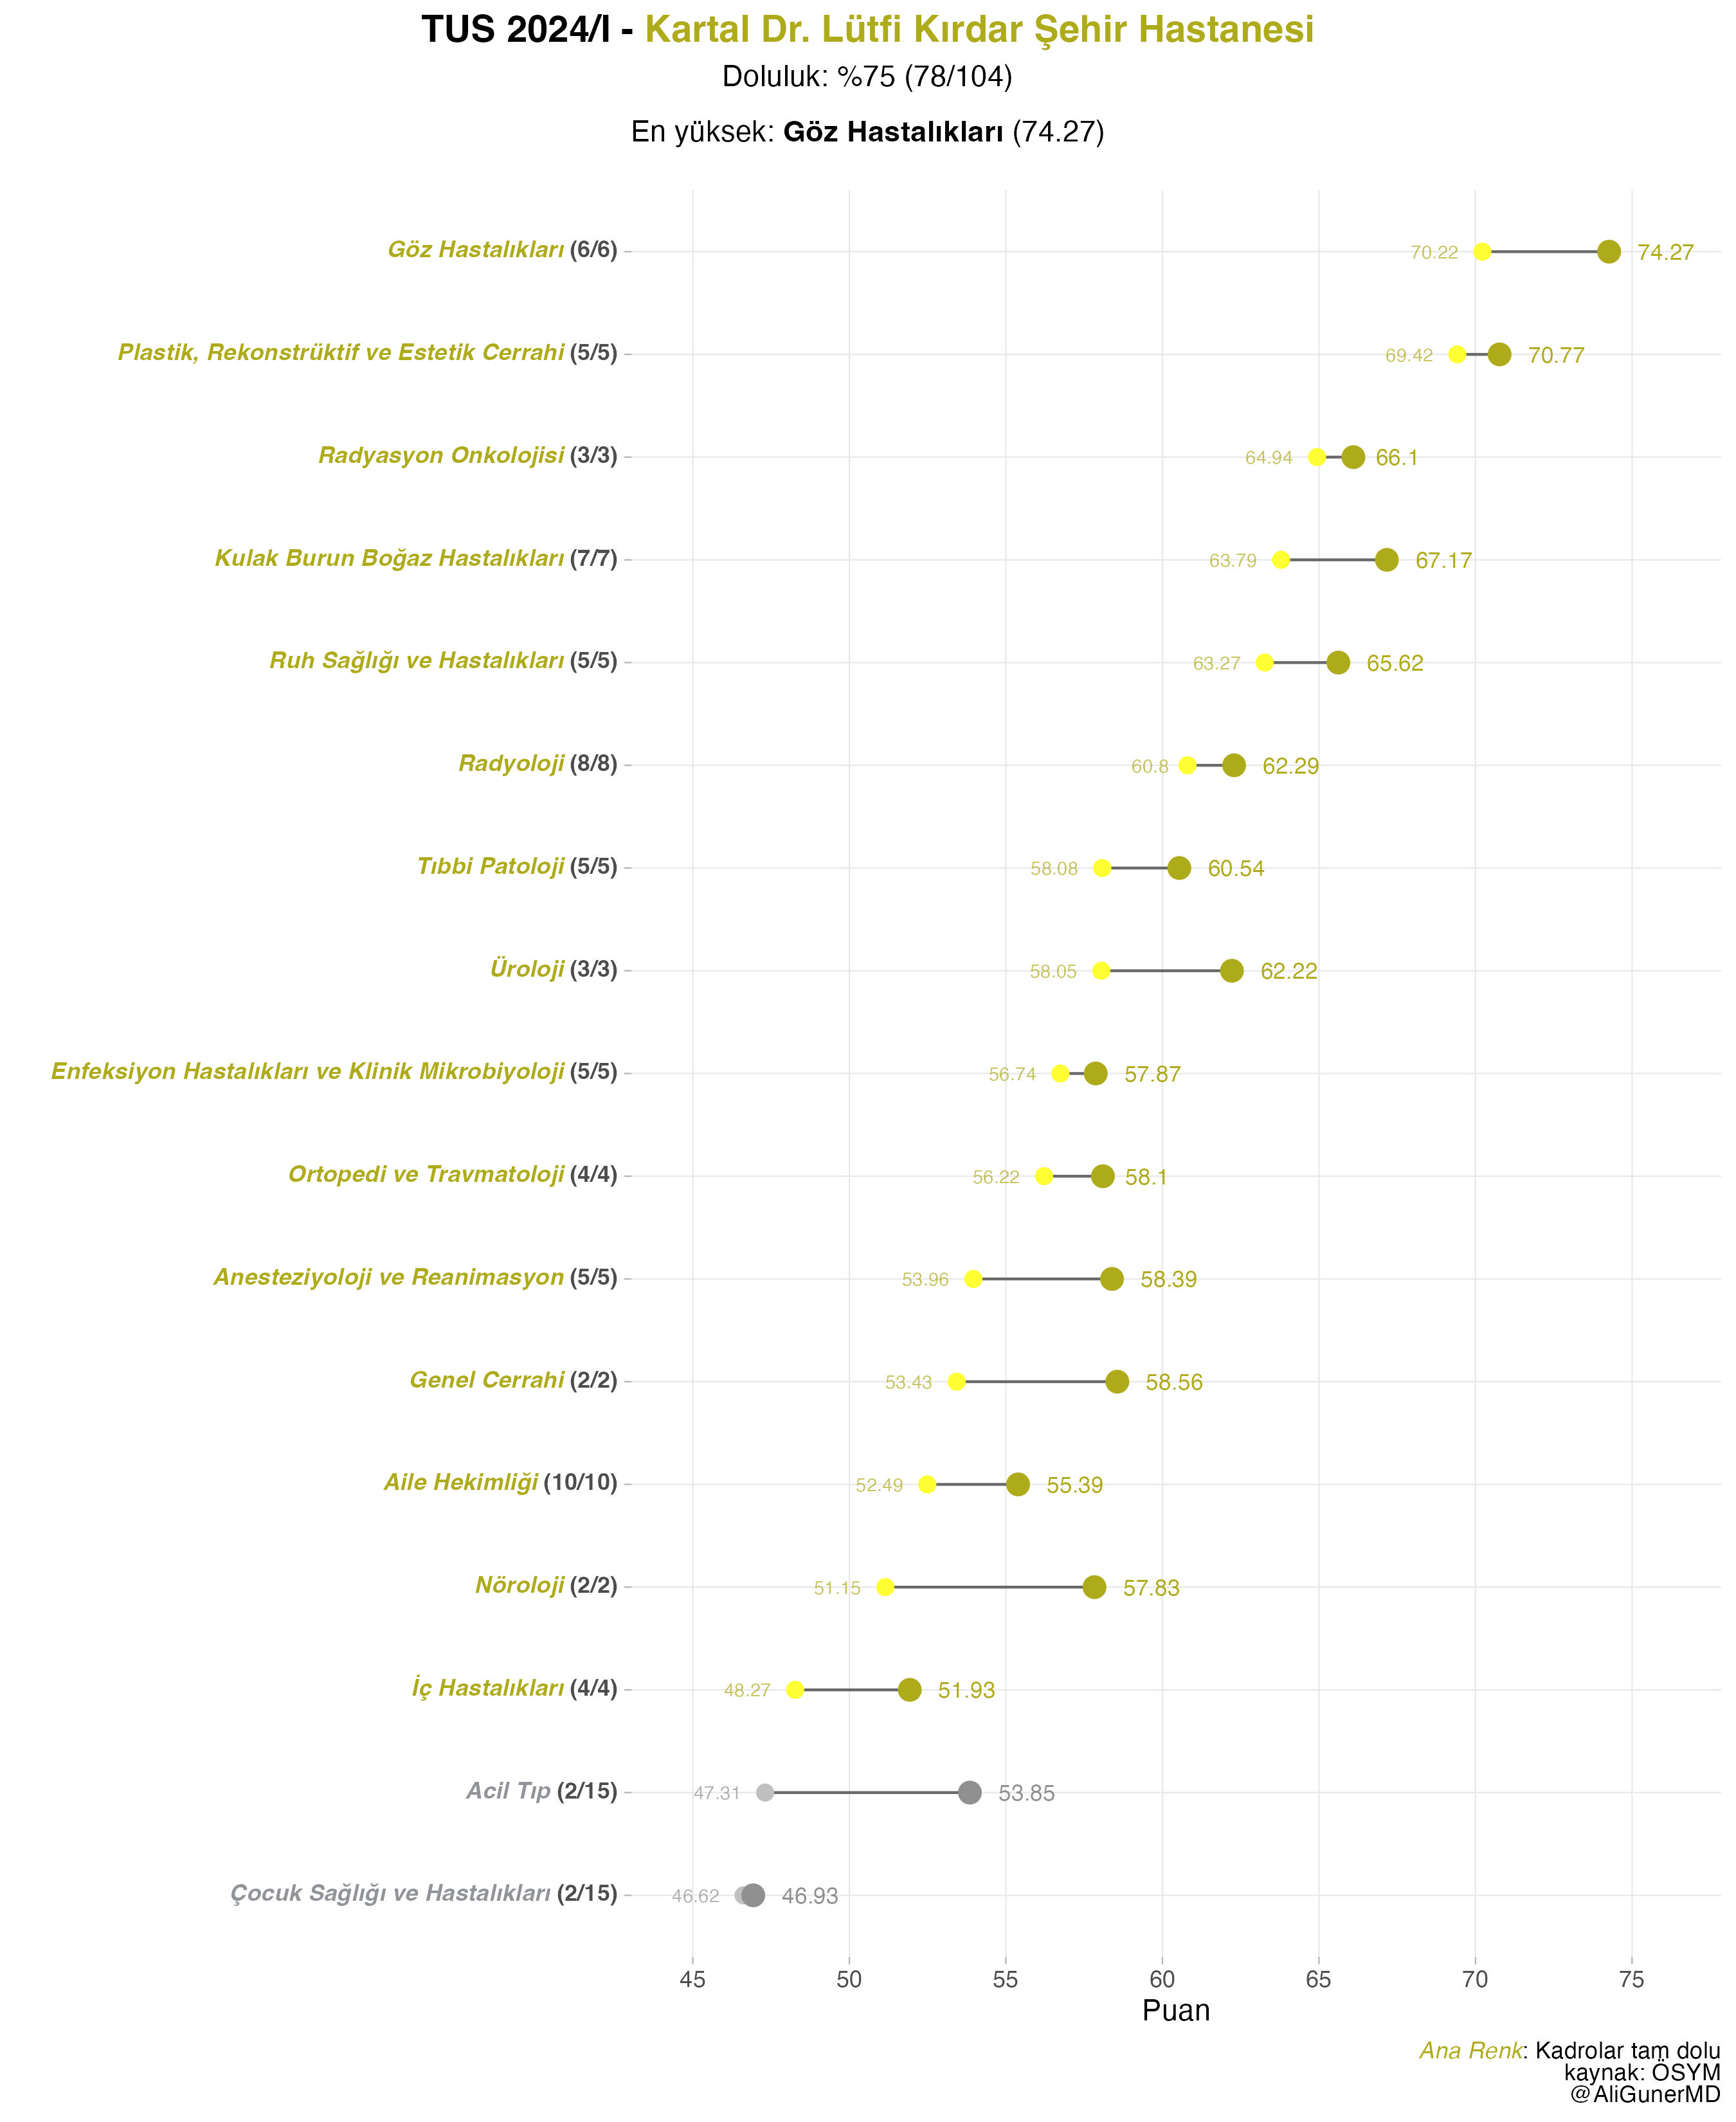 TUS 2024/I - Kartal Dr. Lütfi Kırdar Şehir Hastanesi
Doluluk: %75 (78/104)
En yüksek: Göz Hastalıkları (74.27)
Göz Hastalıkları (6/6) 70.22 74.27
Plastik, Rekonstrüktif ve Estetik Cerrahi (5/5) 69.42 70.77
Radyasyon Onkolojisi (3/3) 64.94 66.1
Kulak Burun Boğaz Hastalıkları (7/7) 63.79 67.17
Ruh Sağlığı ve Hastalıkları (5/5) 63.27 65.62
Radyoloji (8/8) 60.8 62.29
Tıbbi Patoloji (5/5) 58.08 60.54
Üroloji (3/3) 58.05 62.22
Enfeksiyon Hastalıkları ve Klinik Mikrobiyoloji (5/5) 56.74 57.87
Ortopedi ve Travmatoloji (4/4) 56.22 58.1
Anesteziyoloji ve Reanimasyon (5/5) 53.96 58.39
Genel Cerrahi (2/2) 53.43 58.56
Aile Hekimliği (10/10) 52.49 55.39
Nöroloji (2/2) 51.15 57.83
İç Hastalıkları (4/4) 48.27 51.93
Acil Tıp (2/15) 47.31 53.85
Çocuk Sağlığı ve Hastalıkları (2/15) 46.62 46.93
45 50 55 60 65 70 75
Puan
Ana Renk: Kadrolar tam dolu
kaynak: ÖSYM
@AliGunerMD